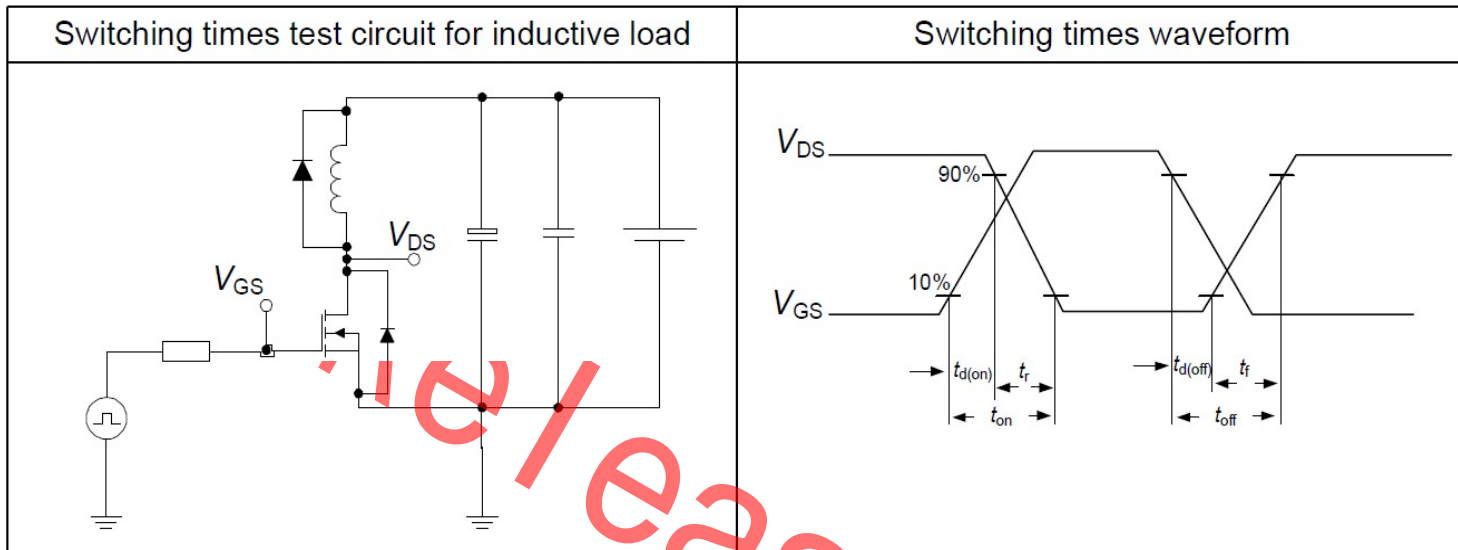 Switching times test circuit for inductive load
Switching times waveform
VDS
VGS
VDS
90%
10%
VGS
td(on)
tr
ton
td(off)
tf
toff
elea